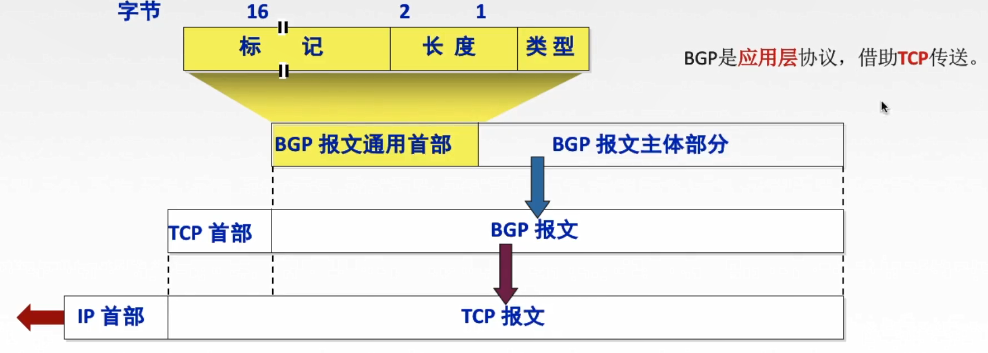 字节 16 2 1
标 记 长 度 类 型
BGP是应用层协议，借助TCP传送。
BGP 报文通用首部 BGP 报文主体部分
TCP 首部 BGP 报文
IP 首部 TCP 报文